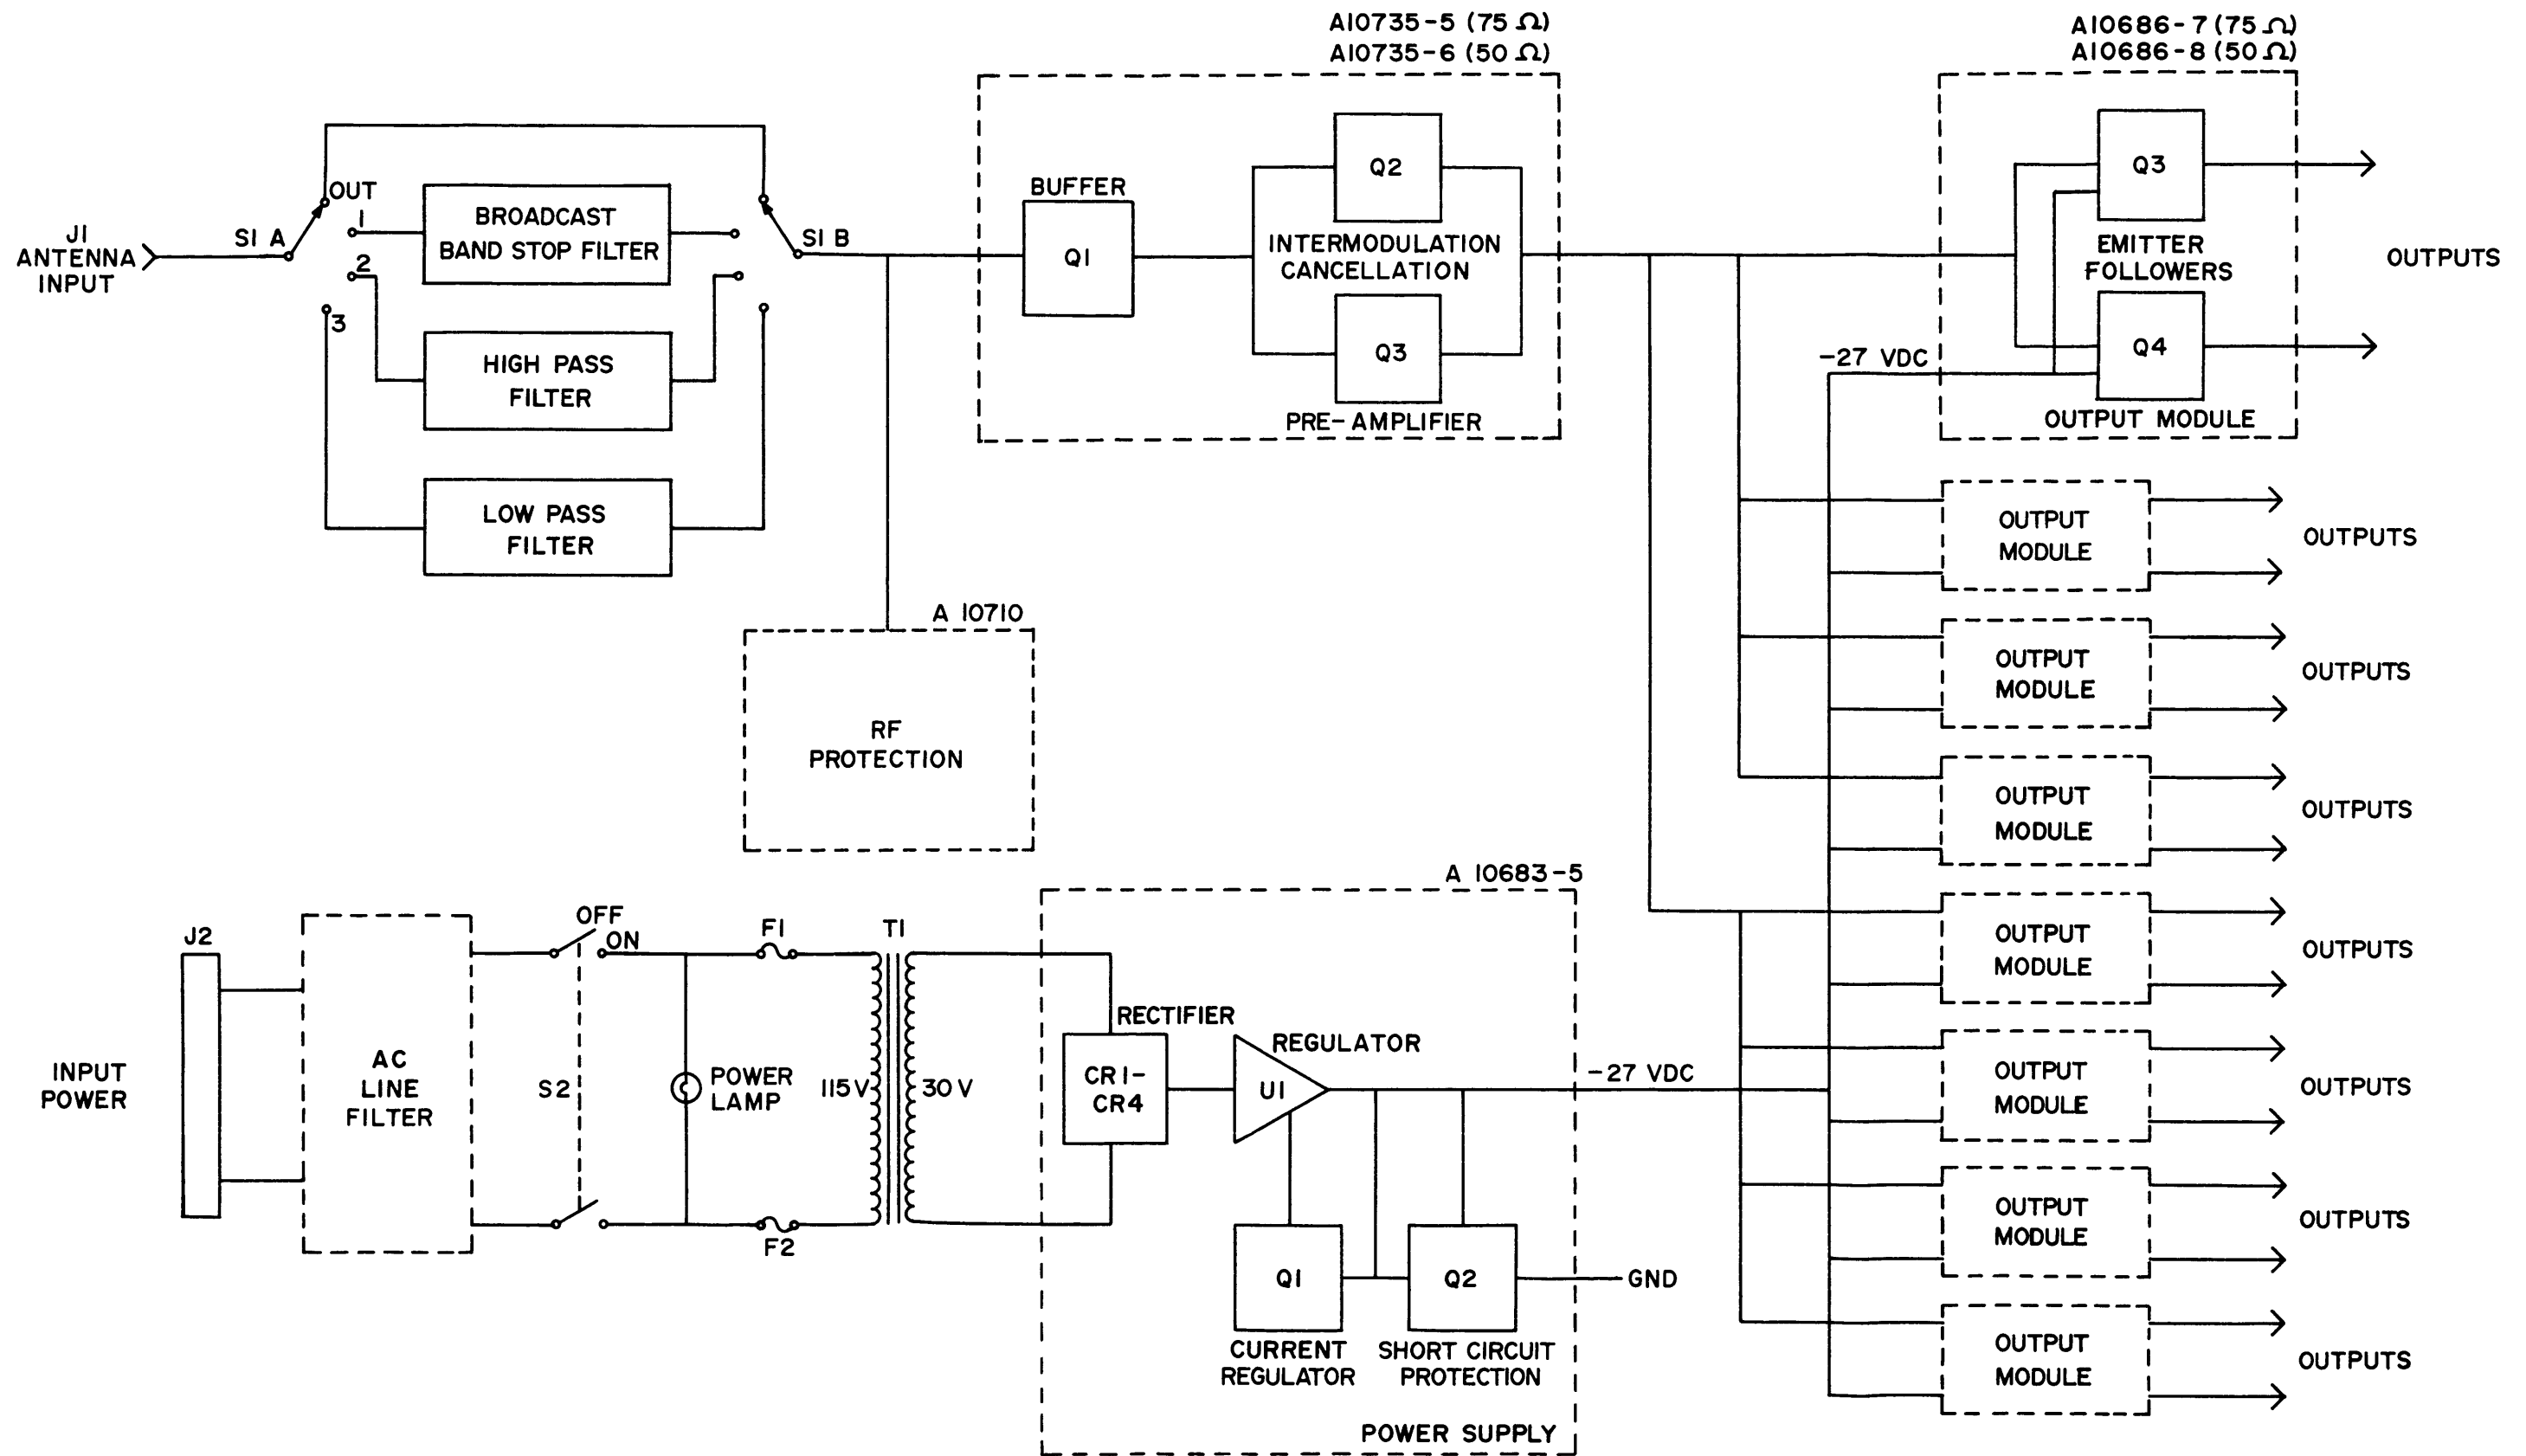 A10735-5 (75 Ω)
A10735-6 (50 Ω)
A10686-7 (75 Ω)
A10686-8 (50 Ω)
J1
ANTENNA
INPUT
S1 A
OUT
1
2
3
BROADCAST
BAND STOP FILTER
HIGH PASS
FILTER
LOW PASS
FILTER
S1 B
BUFFER
Q1
Q2
INTERMODULATION
CANCELLATION
Q3
PRE-AMPLIFIER
Q3
EMITTER
FOLLOWERS
Q4
-27 VDC
OUTPUT MODULE
OUTPUTS
OUTPUT
MODULE
OUTPUTS
OUTPUT
MODULE
OUTPUTS
OUTPUT
MODULE
OUTPUTS
OUTPUT
MODULE
OUTPUTS
OUTPUT
MODULE
OUTPUTS
OUTPUT
MODULE
OUTPUTS
OUTPUT
MODULE
OUTPUTS
A 10710
RF
PROTECTION
A 10683-5
J2
INPUT
POWER
AC
LINE
FILTER
OFF
ON
S2
POWER
LAMP
F1
F2
T1
115V
30V
RECTIFIER
CR1-
CR4
REGULATOR
U1
-27 VDC
Q1
Q2
GND
CURRENT
REGULATOR
SHORT CIRCUIT
PROTECTION
POWER SUPPLY